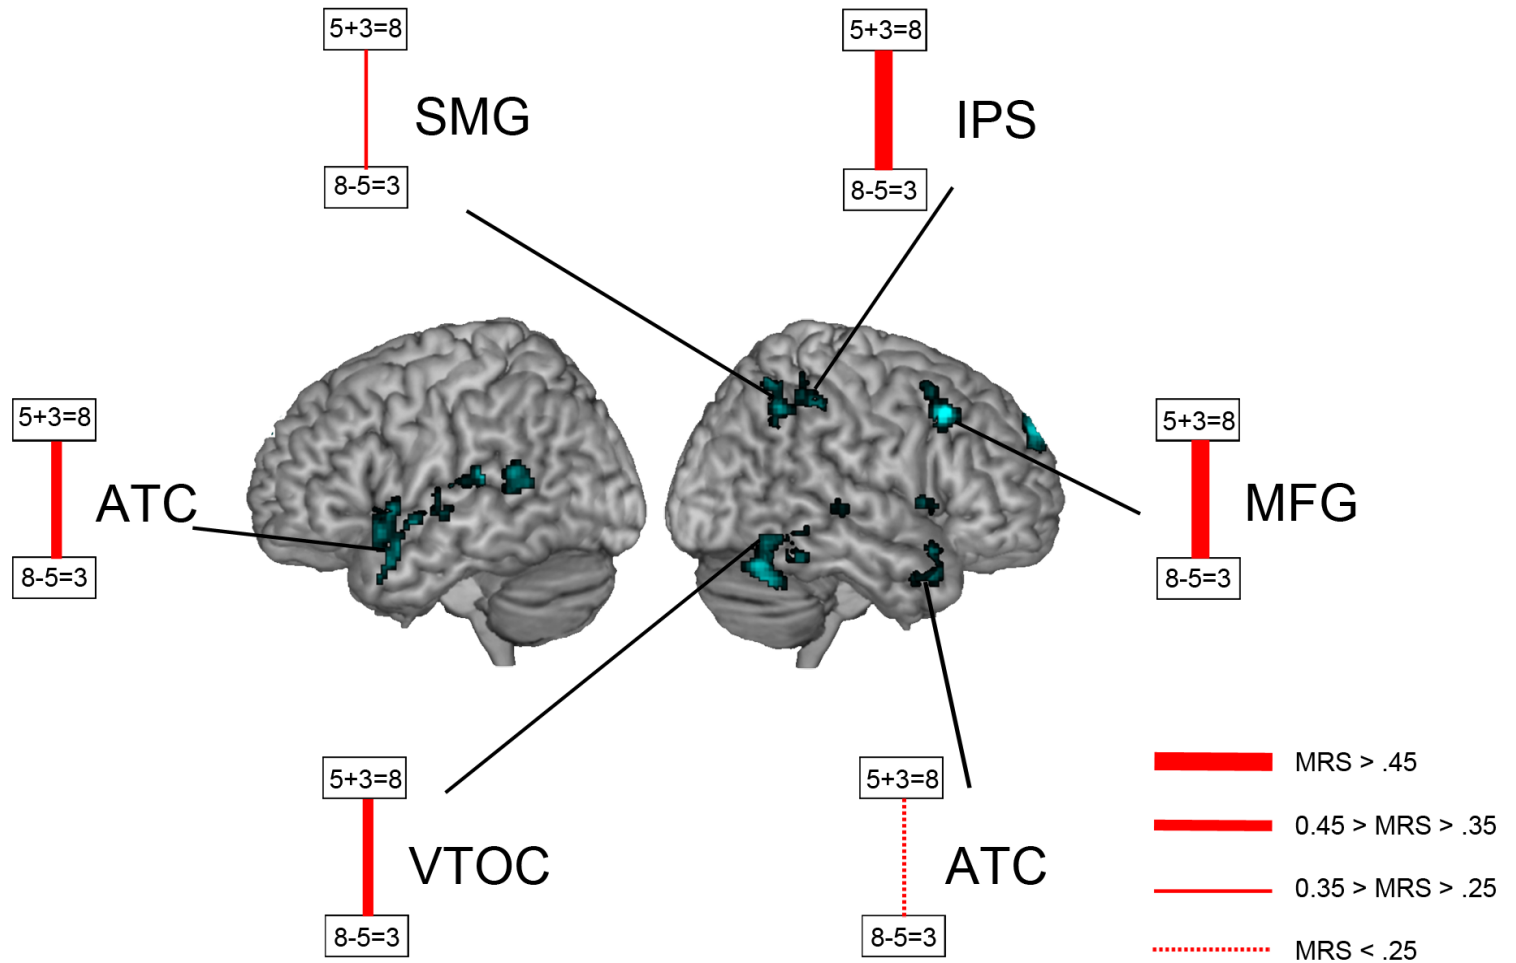 5+3=8
SMG
8-5=3
5+3=8
IPS
8-5=3
5+3=8
ATC
8-5=3
5+3=8
MFG
8-5=3
5+3=8
VTOC
8-5=3
5+3=8
ATC
8-5=3
MRS > .45
0.45 > MRS > .35
0.35 > MRS > .25
MRS < .25